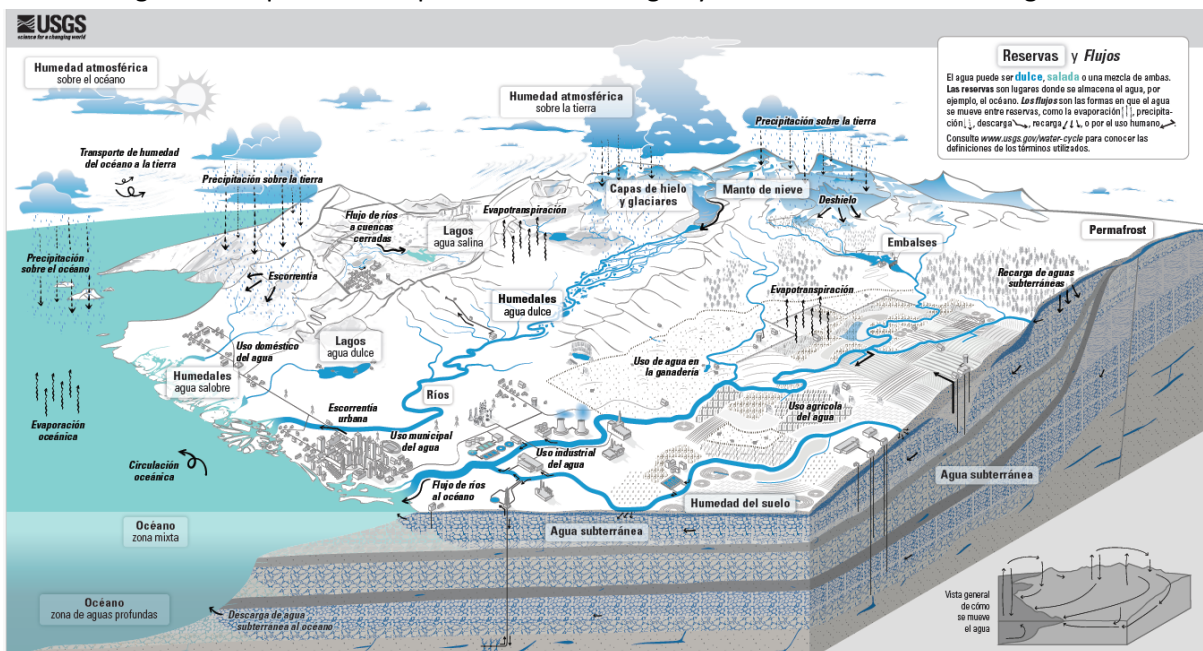 USGS
science for a changing world
Humedad atmosférica
sobre el océano
Humedad atmosférica
sobre la tierra
Reservas y Flujos
El agua puede ser dulce, salada o una mezcla de ambas.
Las reservas son lugares donde se almacena el agua, por
ejemplo, el océano. Los flujos son las formas en que el agua
se mueve entre reservas, como la evaporación, precipita-
ción, descarga, recarga, o por el uso humano.
Consulte www.usgs.gov/water-cycle para conocer las
definiciones de los términos utilizados.
Precipitación sobre la tierra
Transporte de humedad
del océano a la tierra
Precipitación sobre la tierra
Capas de hielo
y glaciares
Manto de nieve
Deshielo
Flujo de ríos
a cuencas
cerradas
Lagos
agua salina
Evapotranspiración
Embalses
Permafrost
Precipitación
sobre el océano
Escorrentía
Recarga de aguas
subterráneas
Humedales
agua dulce
Evapotranspiración
Uso doméstico
del agua
Lagos
agua dulce
Humedales
agua salobre
Uso de agua en
la ganadería
Ríos
Evaporación
oceánica
Escorrentía
urbana
Uso municipal
del agua
Uso agrícola
del agua
Uso industrial
del agua
Circulación
oceánica
Flujo de ríos
al océano
Humedad del suelo
Agua subterránea
Océano
zona mixta
Agua subterránea
Océano
zona de aguas profundas
Descarga de agua
subterránea al océano
Vista general
de cómo
se mueve
el agua